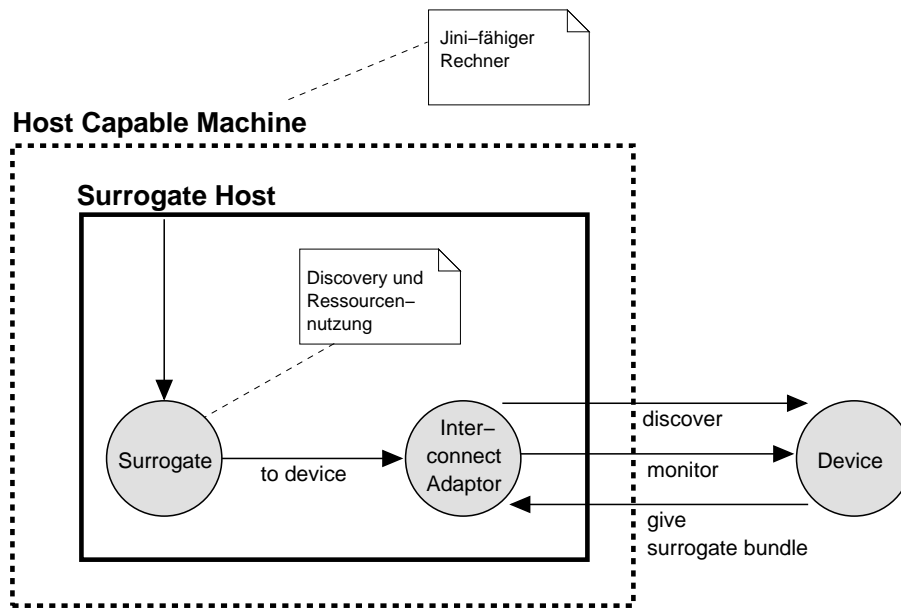 Jini–fähiger
Rechner
Host Capable Machine
Surrogate Host
Discovery und
Ressourcen–
nutzung
Surrogate
to device
Inter–
connect
Adaptor
discover
monitor
give
surrogate bundle
Device